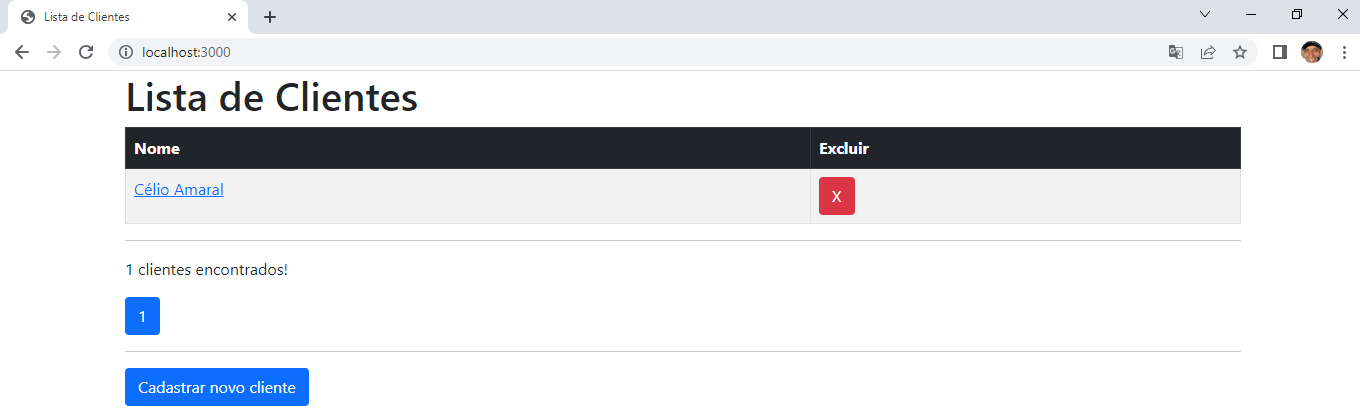 Lista de Clientes
localhost:3000
Lista de Clientes
Nome Excluir
Célio Amaral X
1 clientes encontrados!
1
Cadastrar novo cliente